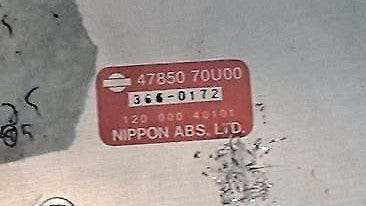 47850 70U00
366-0172
120 000 40101
NIPPON ABS, LTD.